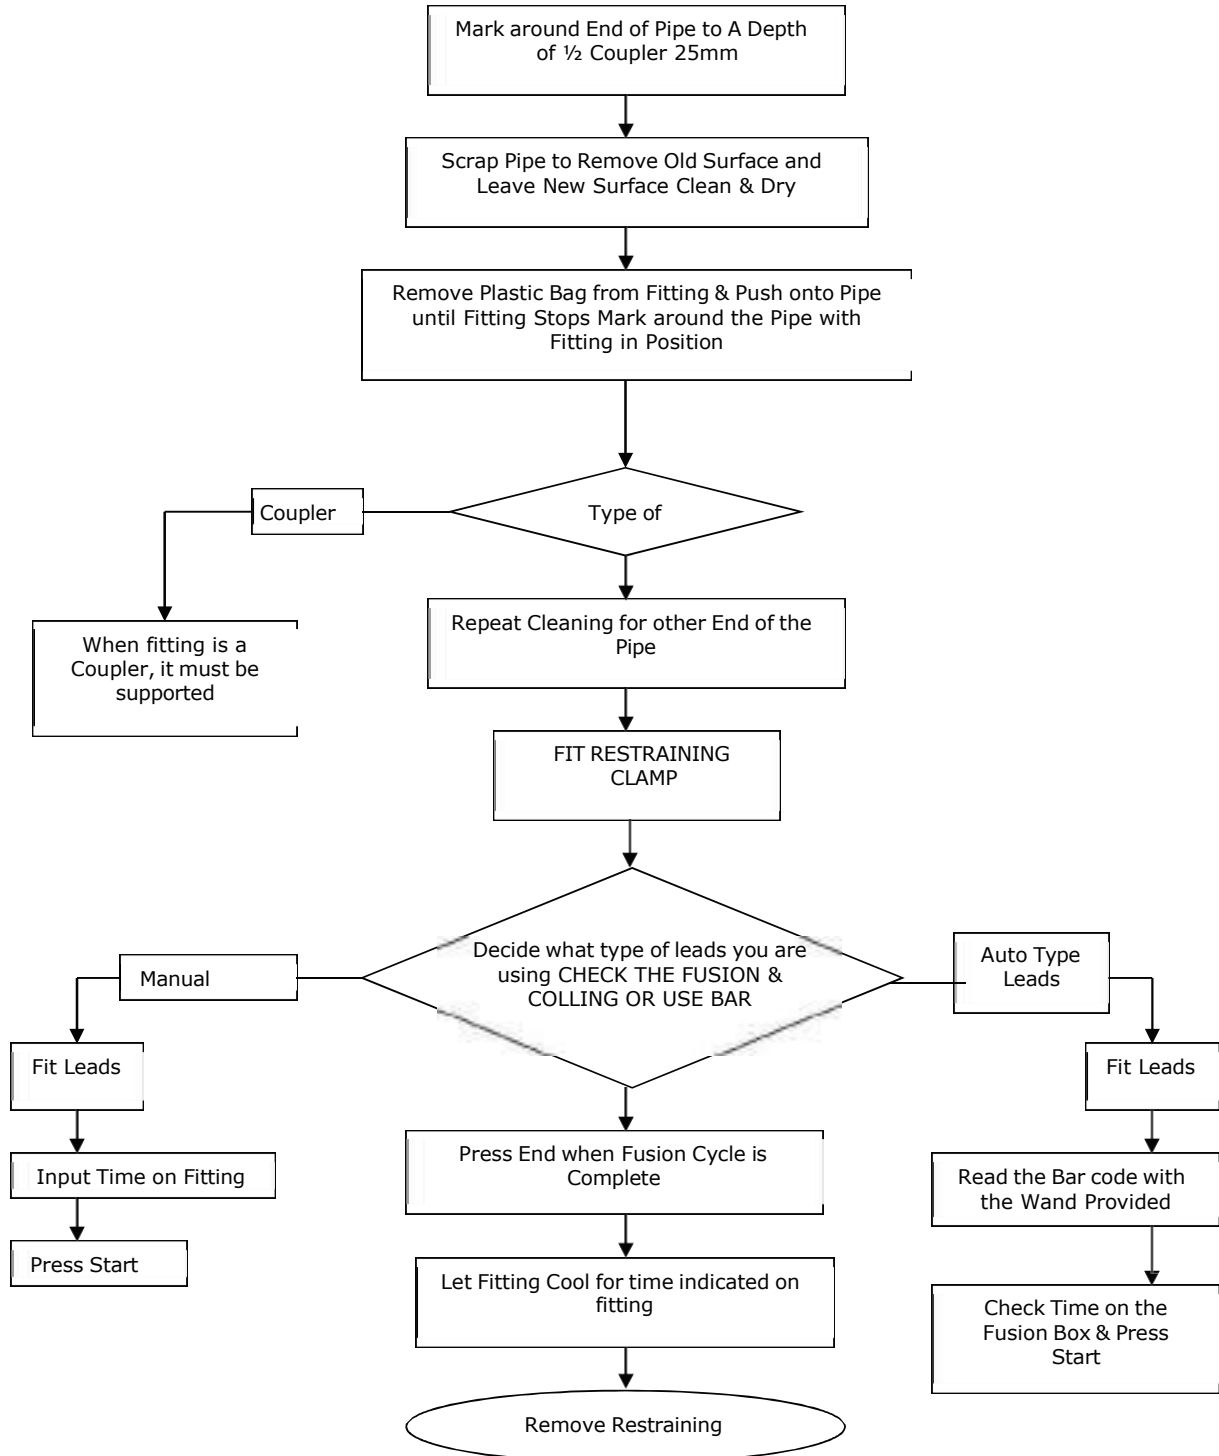 Mark around End of Pipe to A Depth
of ½ Coupler 25mm
Scrap Pipe to Remove Old Surface and
Leave New Surface Clean & Dry
Remove Plastic Bag from Fitting & Push onto Pipe
until Fitting Stops Mark around the Pipe with
Fitting in Position
Coupler
Type of
When fitting is a
Coupler, it must be
supported
Repeat Cleaning for other End of the
Pipe
FIT RESTRAINING
CLAMP
Decide what type of leads you are
using CHECK THE FUSION &
COLLING OR USE BAR
Manual
Auto Type
Leads
Fit Leads
Input Time on Fitting
Press Start
Press End when Fusion Cycle is
Complete
Let Fitting Cool for time indicated on
fitting
Remove Restraining
Fit Leads
Read the Bar code with
the Wand Provided
Check Time on the
Fusion Box & Press
Start